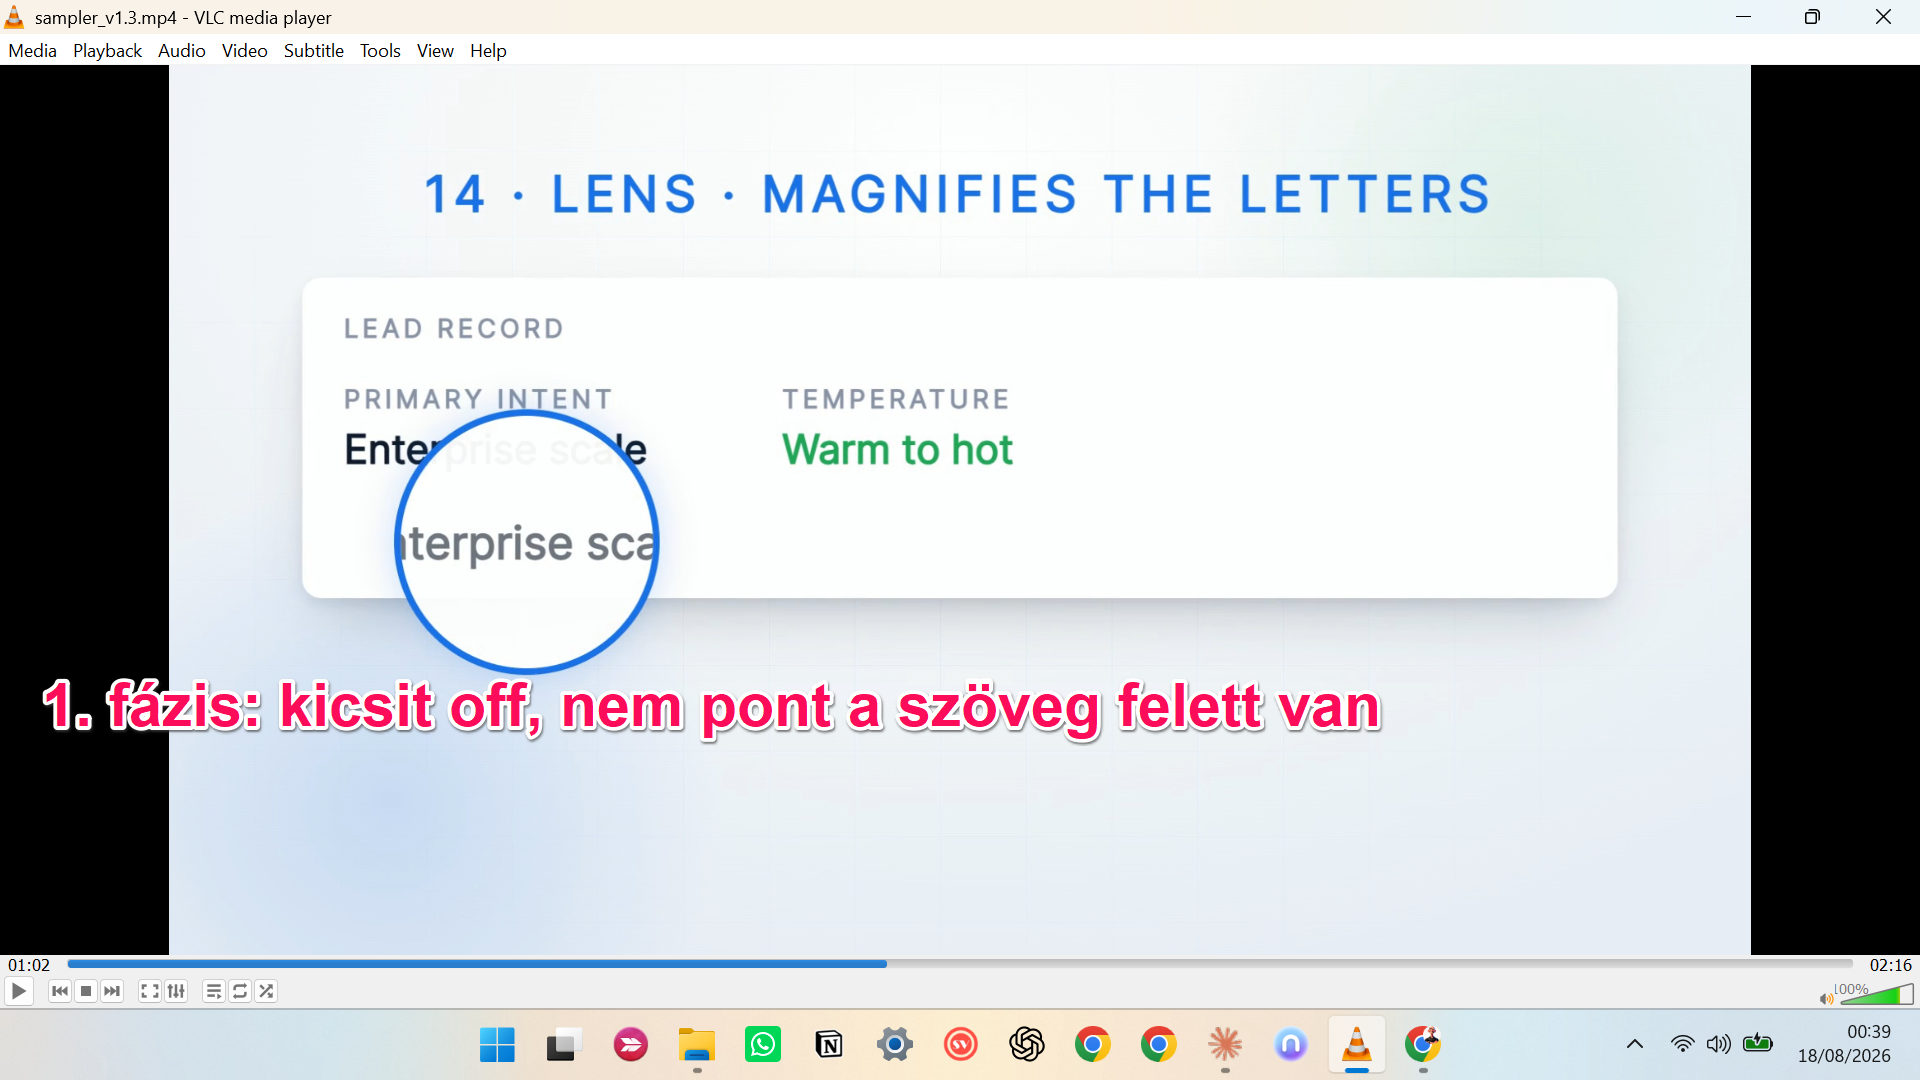 sampler_v1.3.mp4 - VLC media player
Media Playback Audio Video Subtitle Tools View Help
14 · LENS · MAGNIFIES THE LETTERS
LEAD RECORD
PRIMARY INTENT TEMPERATURE
Enterprise scale Warm to hot
nterprise sca
1. fázis: kicsit off, nem pont a szöveg felett van
01:02 02:16
100%
00:39
18/08/2026